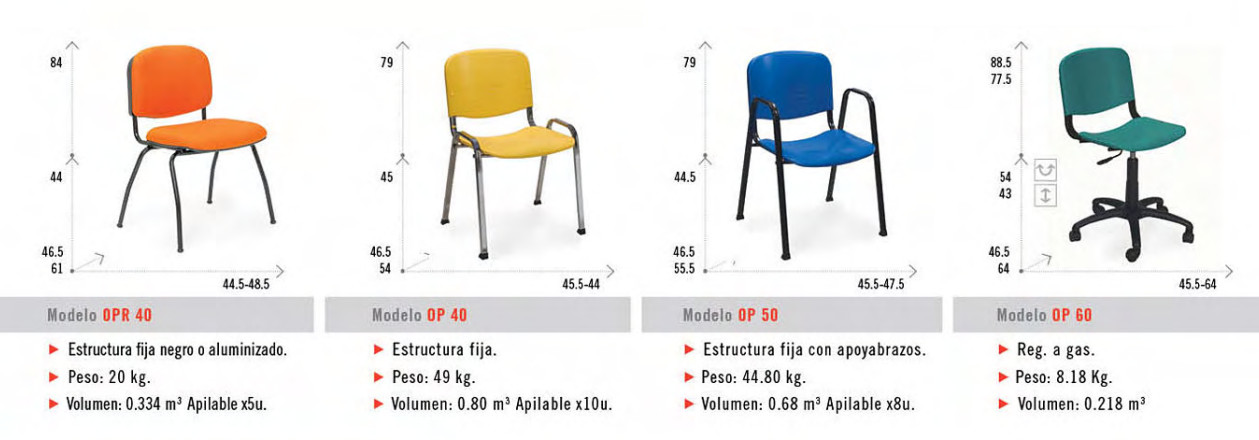 84
44
46.5
61
44.5-48.5
Modelo OPR 40
Estructura fija negro o aluminizado.
Peso: 20 kg.
Volumen: 0.334 m³ Apilable x5u.
79
45
46.5
54
45.5-44
Modelo OP 40
Estructura fija.
Peso: 49 kg.
Volumen: 0.80 m³ Apilable x10u.
79
44.5
46.5
55.5
45.5-47.5
Modelo OP 50
Estructura fija con apoyabrazos.
Peso: 44.80 kg.
Volumen: 0.68 m³ Apilable x8u.
88.5
77.5
54
43
46.5
64
45.5-64
Modelo OP 60
Reg. a gas.
Peso: 8.18 Kg.
Volumen: 0.218 m³